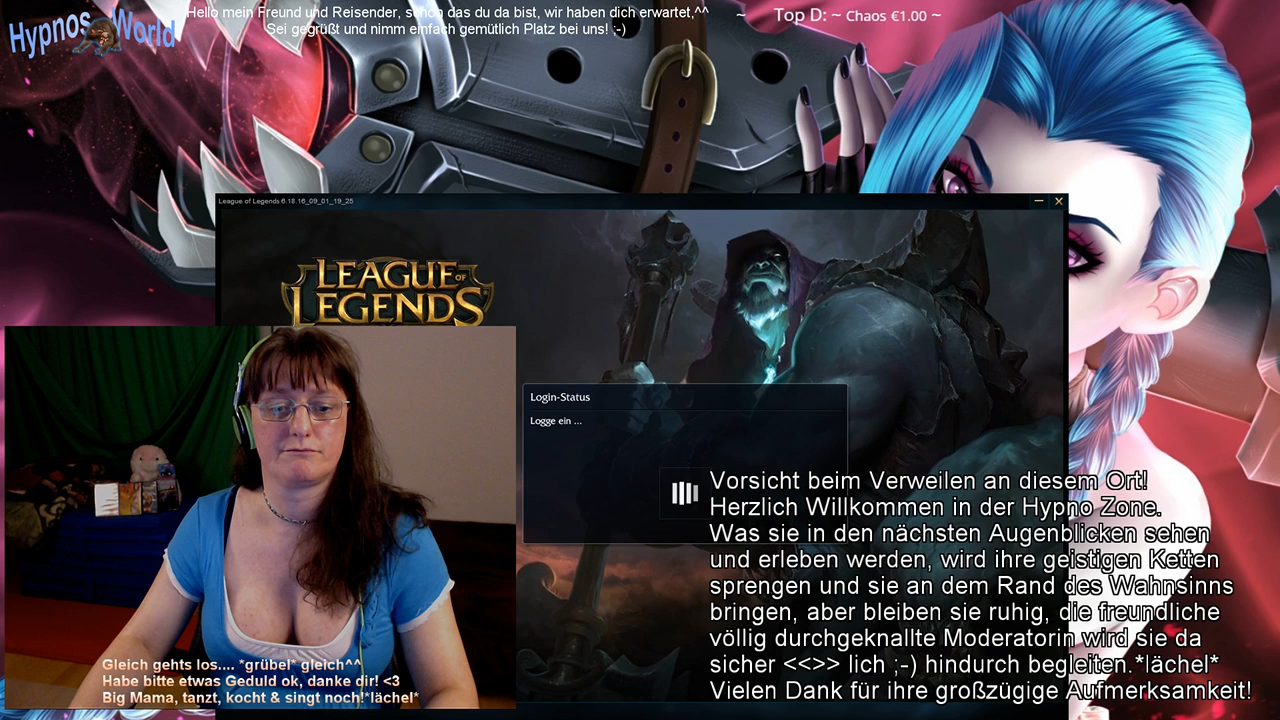 Hypnos World
Hello mein Freund und Reisender, schön das du da bist, wir haben dich erwartet,^^
Sei gegrüßt und nimm einfach gemütlich Platz bei uns! ;-)
~ Top D: ~ Chaos €1.00 ~
League of Legends 6.18.16_09_01_19_25
LEAGUE OF
LEGENDS
Login-Status
Logge ein ...
Vorsicht beim Verweilen an diesem Ort!
Herzlich Willkommen in der Hypno Zone.
Was sie in den nächsten Augenblicken sehen
und erleben werden, wird ihre geistigen Ketten
sprengen und sie an dem Rand des Wahnsinns
bringen, aber bleiben sie ruhig, die freundliche
völlig durchgeknallte Moderatorin wird sie da
sicher <<>> lich ;-) hindurch begleiten.*lächel*
Vielen Dank für ihre großzügige Aufmerksamkeit!
Gleich gehts los.... *grübel* gleich^^
Habe bitte etwas Geduld ok, danke dir! <3
Big Mama, tanzt, kocht & singt noch!*lächel*